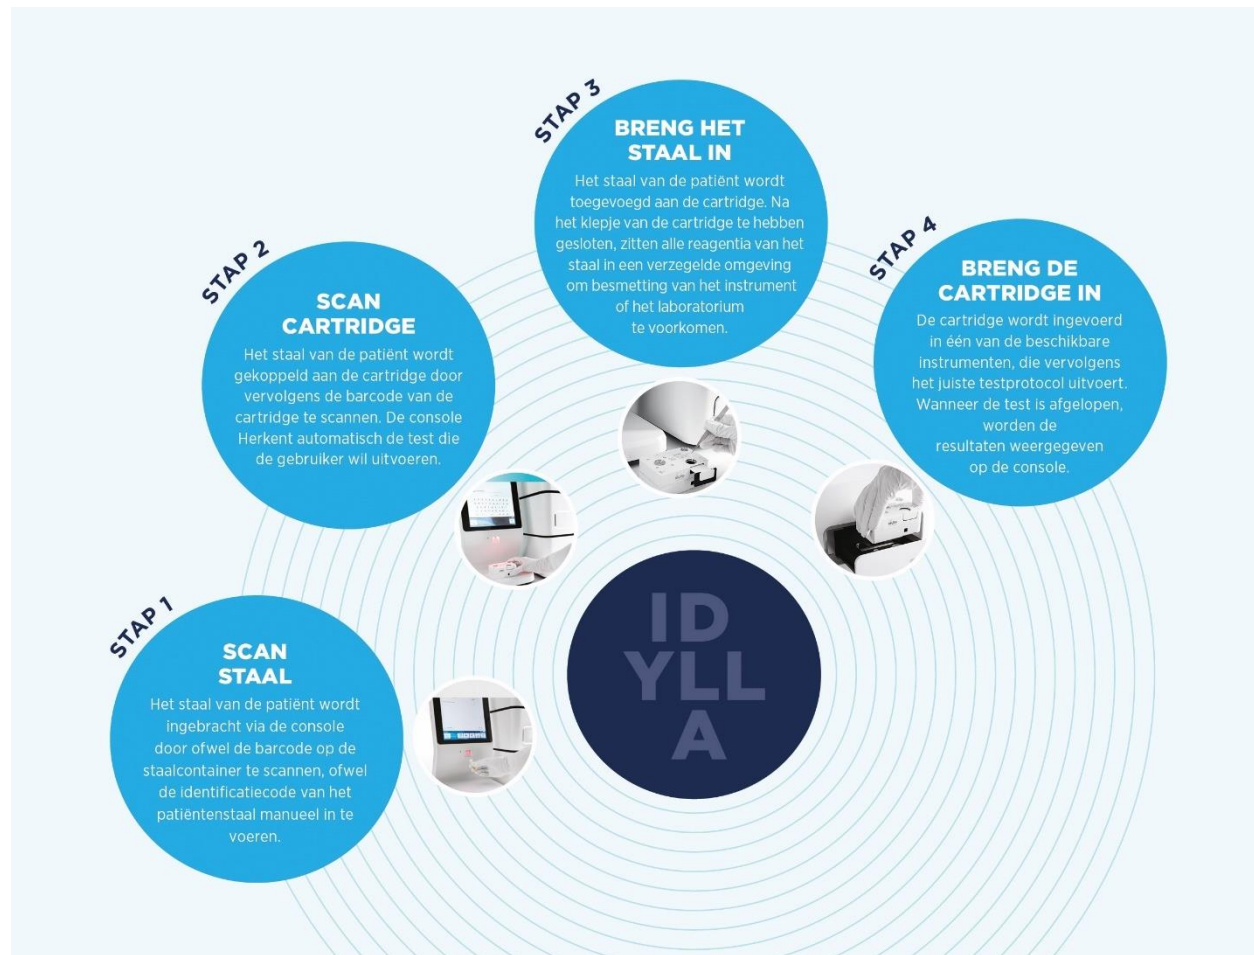 STAP 1
SCAN
STAAL
Het staal van de patiënt wordt
ingebracht via de console
door ofwel de barcode op de
staalcontainer te scannen, ofwel
de identificatiecode van het
patiëntenstaal manueel in te
voeren.
STAP 2
SCAN
CARTRIDGE
Het staal van de patiënt wordt
gekoppeld aan de cartridge door
vervolgens de barcode van de
cartridge te scannen. De console
Herkent automatisch de test die
de gebruiker wil uitvoeren.
STAP 3
BRENG HET
STAAL IN
Het staal van de patiënt wordt
toegevoegd aan de cartridge. Na
het klepje van de cartridge te hebben
gesloten, zitten alle reagentia van het
staal in een verzegelde omgeving
om besmetting van het instrument
of het laboratorium
te voorkomen.
STAP 4
BRENG DE
CARTRIDGE IN
De cartridge wordt ingevoerd
in één van de beschikbare
instrumenten, die vervolgens
het juiste testprotocol uitvoert.
Wanneer de test is afgelopen,
worden de
resultaten weergegeven
op de console.
ID
YLL
A